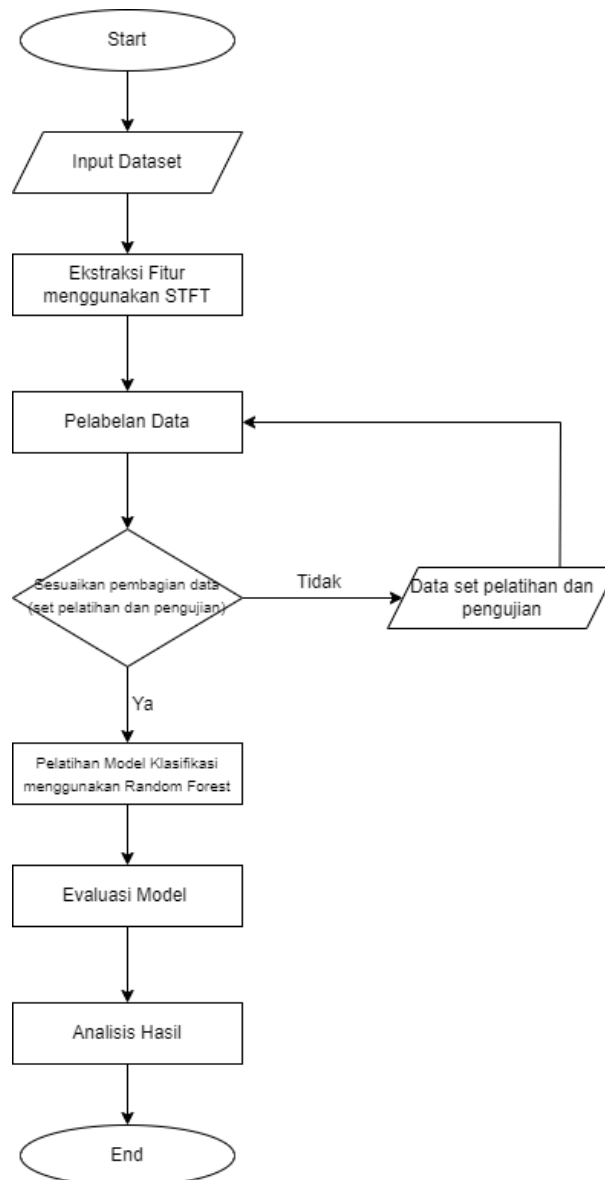 Start
Input Dataset
Ekstraksi Fitur
menggunakan STFT
Pelabelan Data
Sesuaikan pembagian data
(set pelatihan dan pengujian)
Tidak
Data set pelatihan dan
pengujian
Ya
Pelatihan Model Klasifikasi
menggunakan Random Forest
Evaluasi Model
Analisis Hasil
End